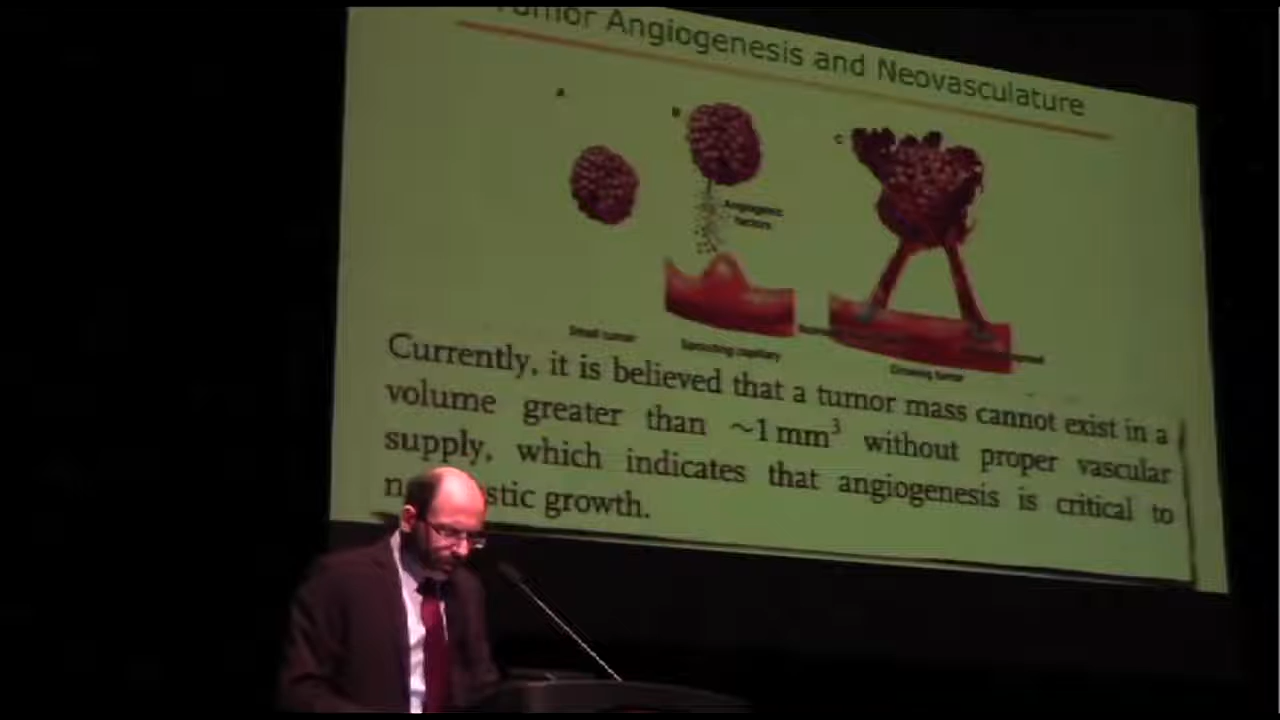 Tumor Angiogenesis and Neovasculature
a
B
C
Angiogenic
factors
Small tumor
Sprouting capillary
Growing tumor
Currently, it is believed that a tumor mass cannot exist in a
volume greater than ~1 mm³ without proper vascular
supply, which indicates that angiogenesis is critical to
stic growth.